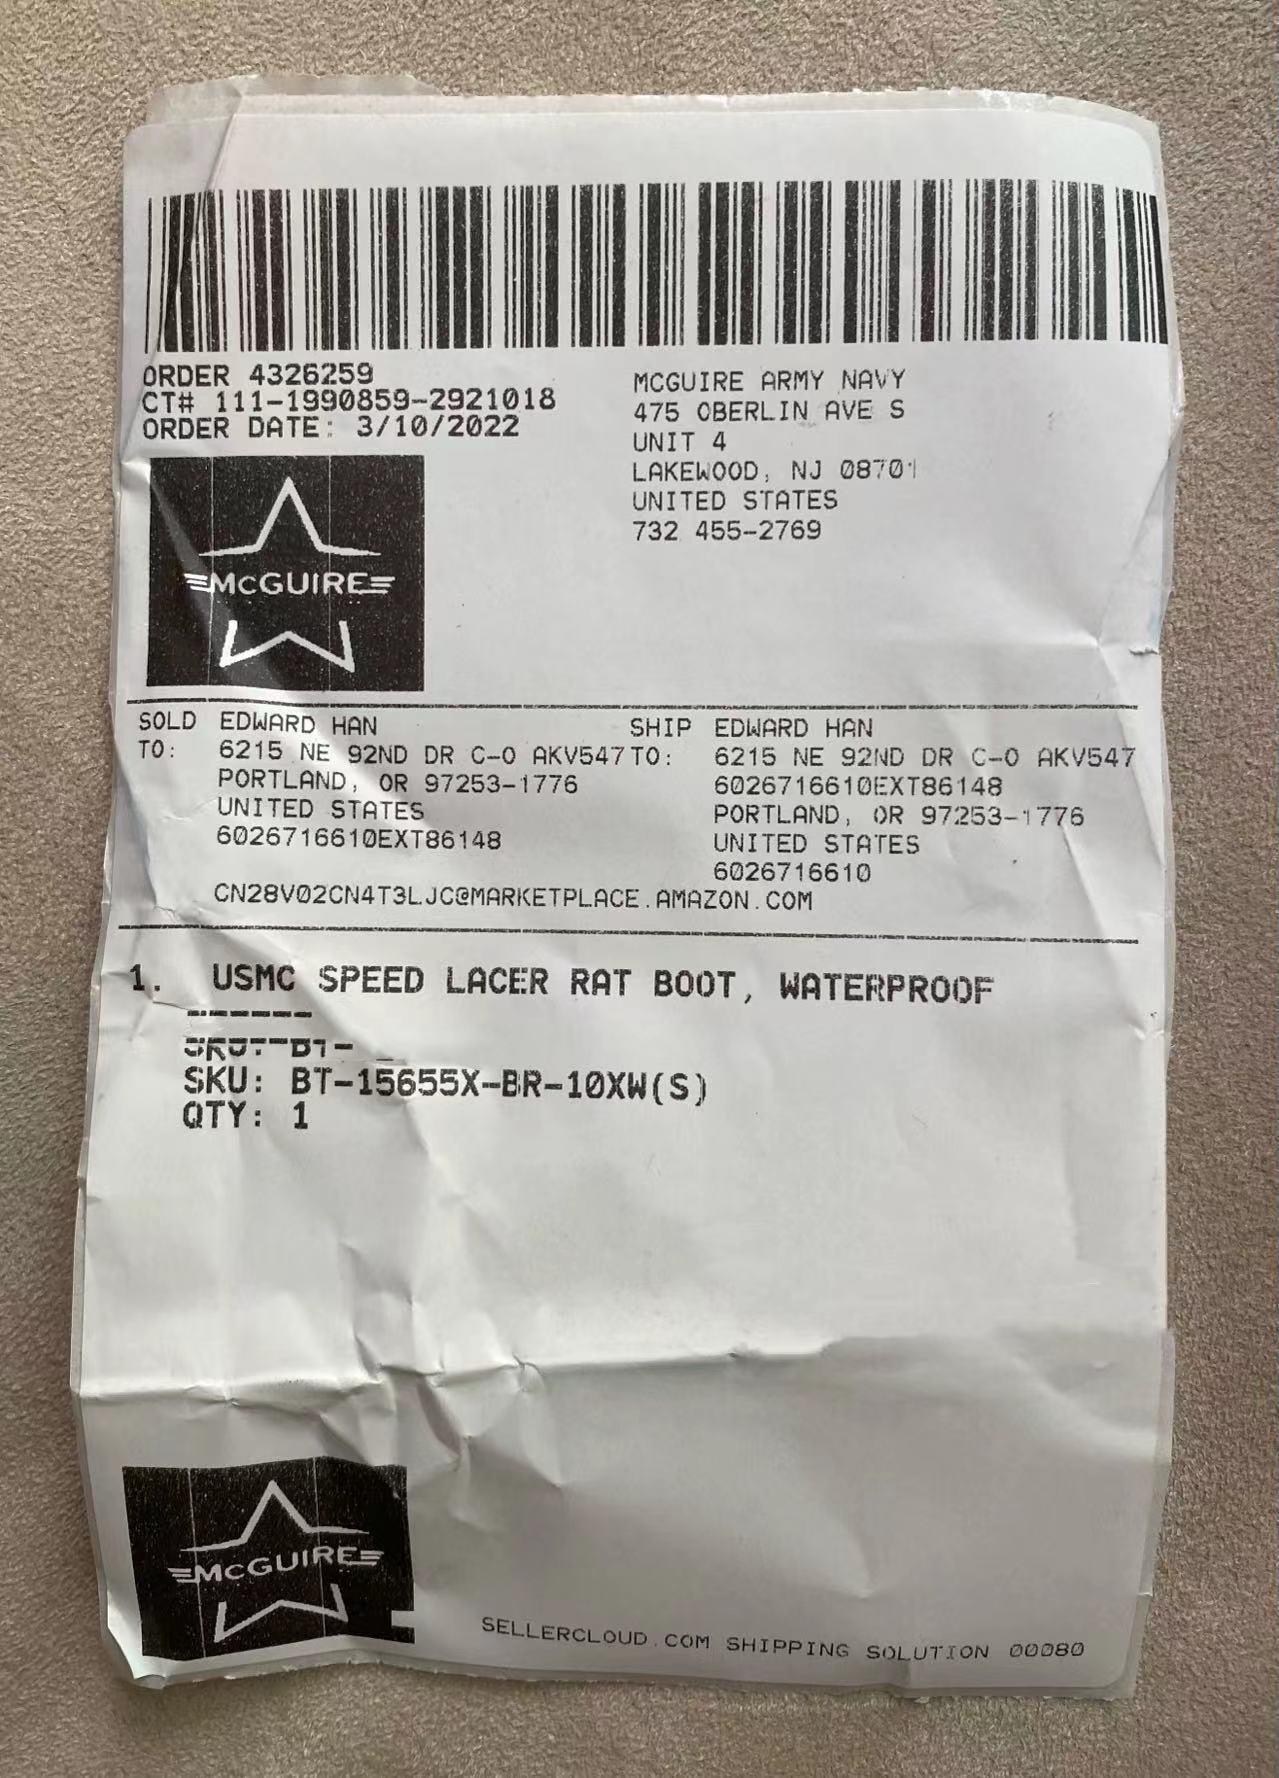 ORDER 4326259
CT# 111-1990859-2921018
ORDER DATE: 3/10/2022
MCGUIRE ARMY NAVY
475 OBERLIN AVE S
UNIT 4
LAKEWOOD, NJ 08701
UNITED STATES
732 455-2769
MCGUIRE
SOLD TO:
EDWARD HAN
6215 NE 92ND DR C-O AKV547
PORTLAND, OR 97253-1776
UNITED STATES
6026716610EXT86148
CN28V02CN4T3LJC@MARKETPLACE.AMAZON.COM
SHIP TO:
EDWARD HAN
6215 NE 92ND DR C-O AKV547
6026716610EXT86148
PORTLAND, OR 97253-1776
UNITED STATES
6026716610
1. USMC SPEED LACER RAT BOOT, WATERPROOF
------
SKU: BT-15655X-BR-10XW(S)
QTY: 1
MCGUIRE
SELLERCLOUD.COM SHIPPING SOLUTION 00080